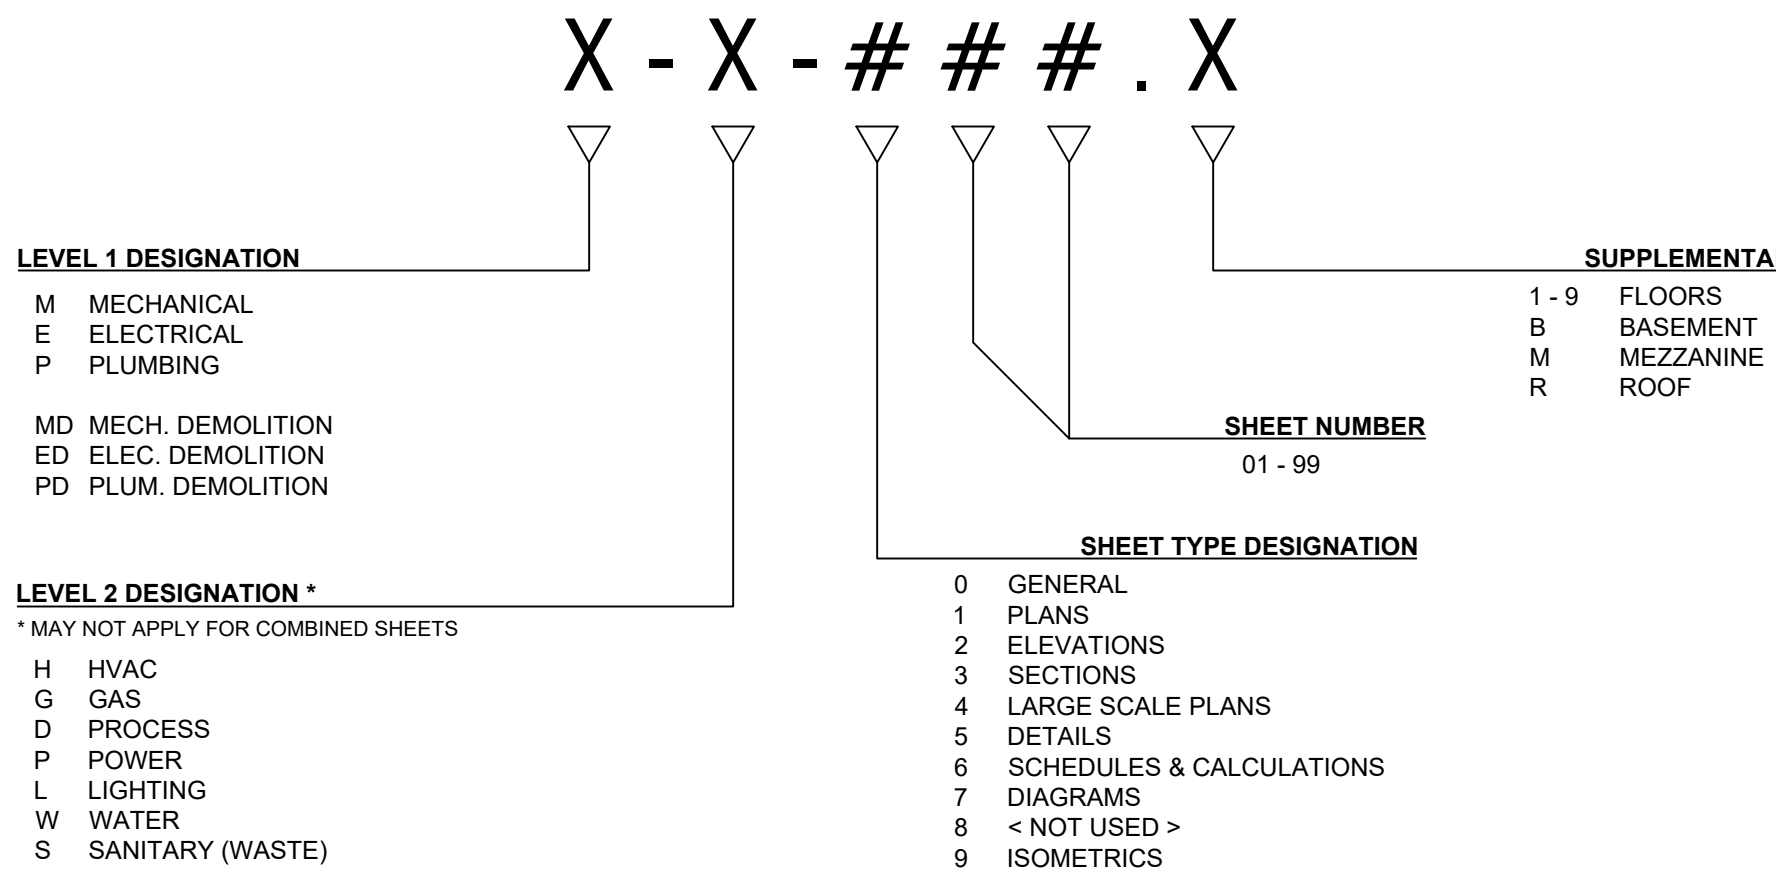 X - X - # # # . X
LEVEL 1 DESIGNATION
M MECHANICAL
E ELECTRICAL
P PLUMBING
MD MECH. DEMOLITION
ED ELEC. DEMOLITION
PD PLUM. DEMOLITION
LEVEL 2 DESIGNATION *
* MAY NOT APPLY FOR COMBINED SHEETS
H HVAC
G GAS
D PROCESS
P POWER
L LIGHTING
W WATER
S SANITARY (WASTE)
SHEET TYPE DESIGNATION
0 GENERAL
1 PLANS
2 ELEVATIONS
3 SECTIONS
4 LARGE SCALE PLANS
5 DETAILS
6 SCHEDULES & CALCULATIONS
7 DIAGRAMS
8 < NOT USED >
9 ISOMETRICS
SHEET NUMBER
01 - 99
SUPPLEMENTA
1 - 9 FLOORS
B BASEMENT
M MEZZANINE
R ROOF